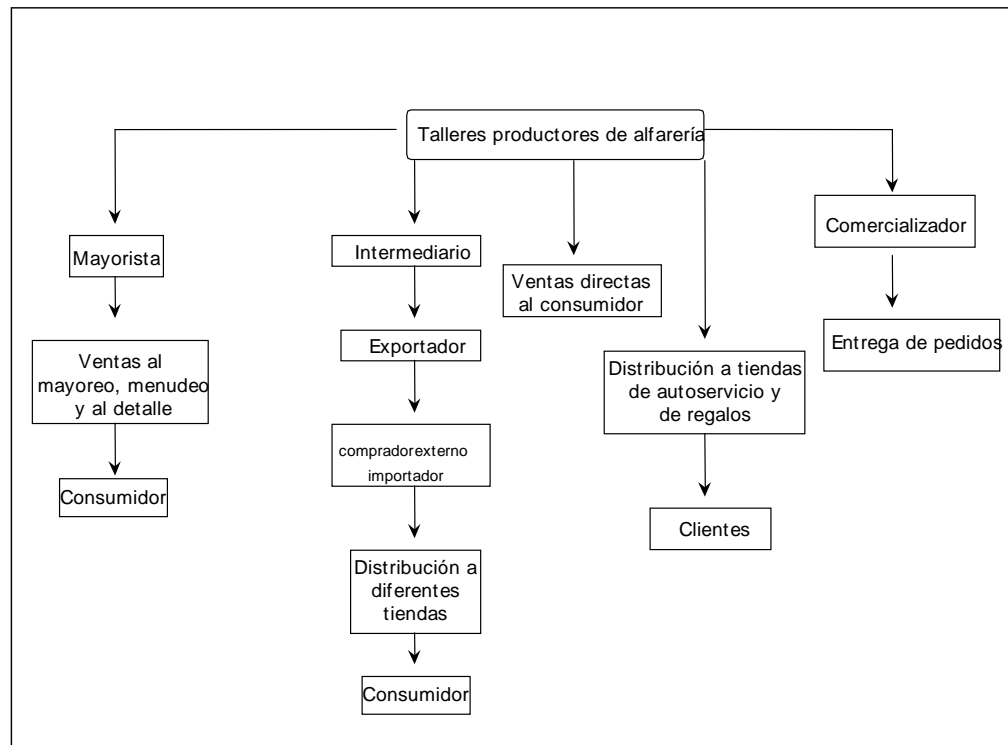 Talleres productores de alfarería
Mayorista
Ventas al
mayoreo, menudeo
y al detalle
Consumidor
Intermediario
Exportador
compradorexterno
importador
Distribución a
diferentes
tiendas
Consumidor
Ventas directas
al consumidor
Distribución a tiendas
de autoservicio y
de regalos
Clientes
Comercializador
Entrega de pedidos